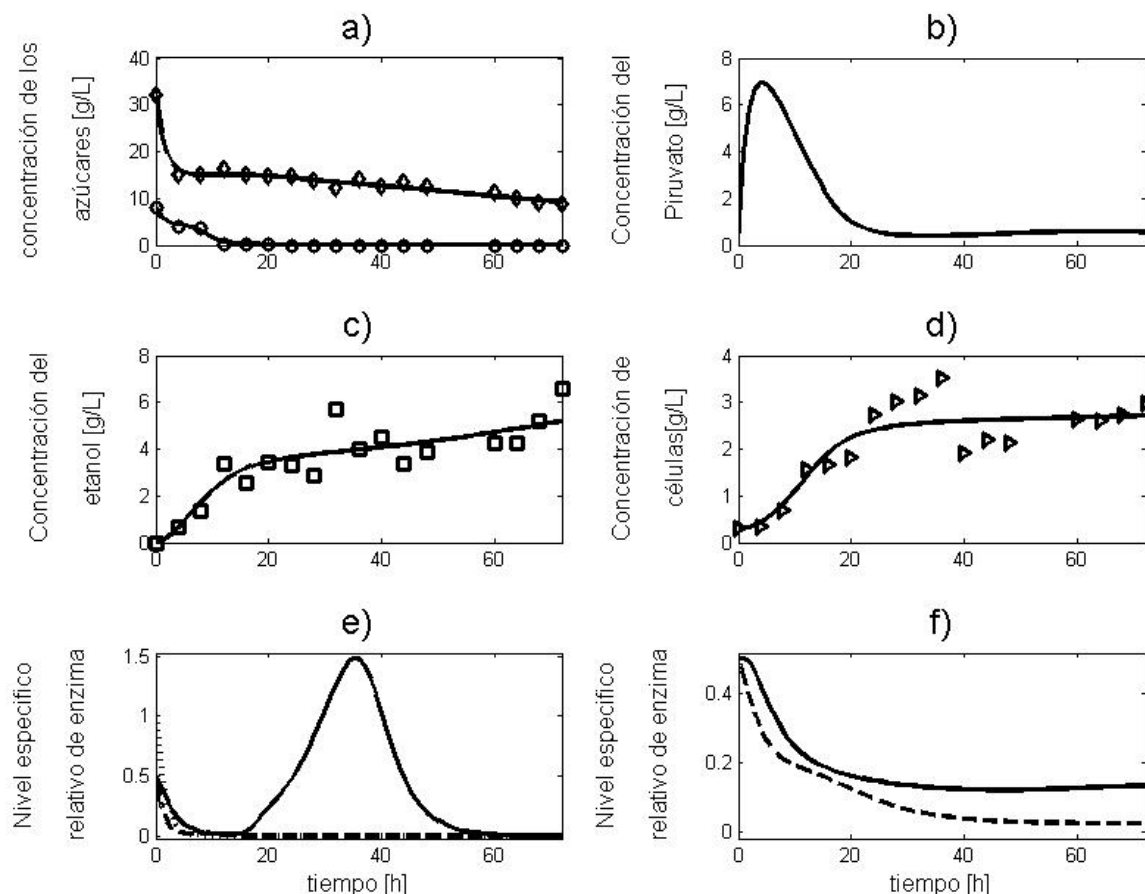 a)
concentración de los
azúcares [g/L]
40
30
20
10
0
0 20 40 60
b)
Concentración del
Piruvato [g/L]
8
6
4
2
0
0 20 40 60
c)
Concentración del
etanol [g/L]
8
6
4
2
0
0 20 40 60
d)
Concentración de
células[g/L]
4
3
2
1
0
0 20 40 60
e)
Nivel especifico
relativo de enzima
1.5
1
0.5
0
0 20 40 60
tiempo [h]
f)
Nivel especifico
relativo de enzima
0.4
0.2
0
0 20 40 60
tiempo [h]